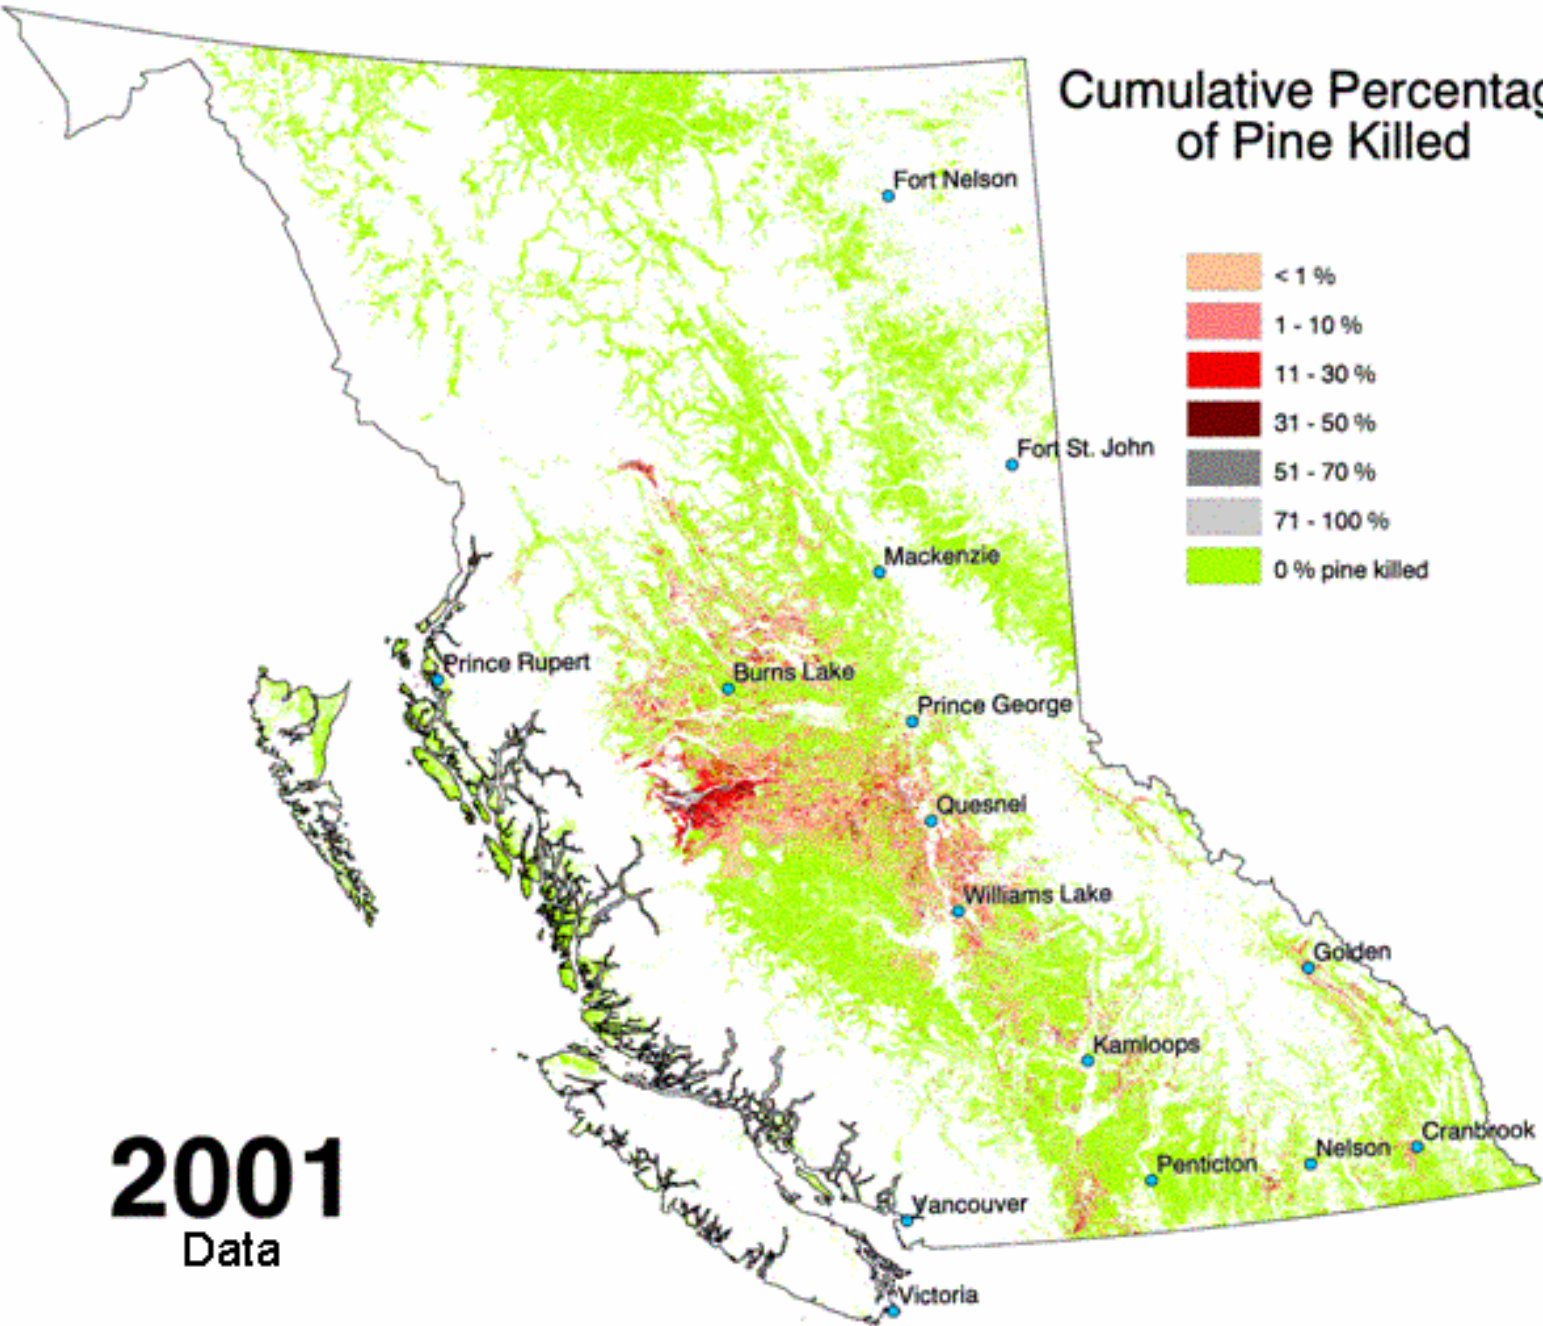 Cumulative Percentag
of Pine Killed
Fort Nelson
< 1 %
1 - 10 %
11 - 30 %
31 - 50 %
51 - 70 %
71 - 100 %
0 % pine killed
Fort St. John
Mackenzie
Prince Rupert
Burns Lake
Prince George
Quesnel
Williams Lake
Golden
Kamloops
Cranbrook
Nelson
Penticton
Vancouver
Victoria
2001
Data